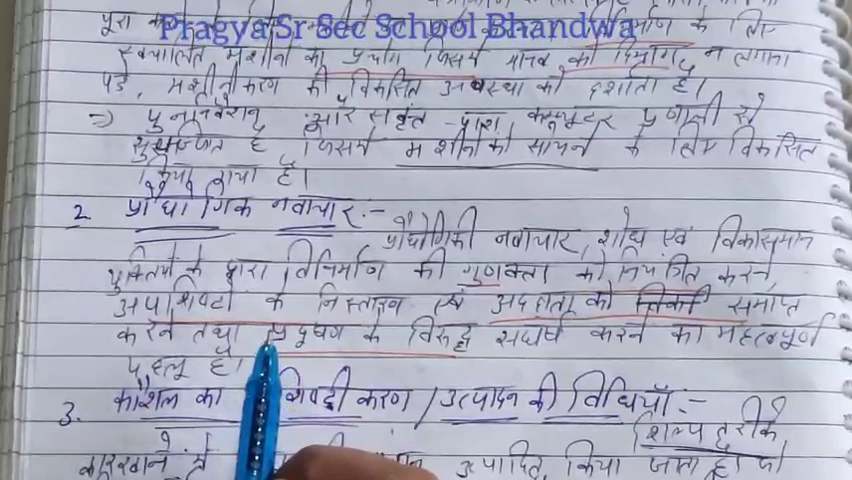 Pragya Sr Sec School Bhandwa
पूरा के लिए
स्वचालित मशीनों का प्रयोग जिसमें मानव को दिमाग न लगाना
पड़े, मशीनीकरण की विकसित अवस्था को दर्शाता है।
=> पुनर्निवेशन और संवृत पाश कम्प्यूटर प्रणाली से
सुसज्जित है जिसमें मशीनों को सोचने के लिए विकसित
किया गया है।
2. प्रौद्योगिक नवाचार :-
प्रौद्योगिकी नवाचार, शोध एवं विकासमान
युक्तियों के द्वारा विनिर्माण की गुणवत्ता को नियंत्रित करने,
अपशिष्टों के निस्तारण एवं अदक्षता को समाप्त
करने तथा प्रदूषण के विरुद्ध संघर्ष करने का महत्वपूर्ण
पहलू है।
3. कौशल का शिष्टीकरण / उत्पादन की विधियाँ :-
शिल्प तरीके
कारखाने में उत्पादित किया जाता है जो